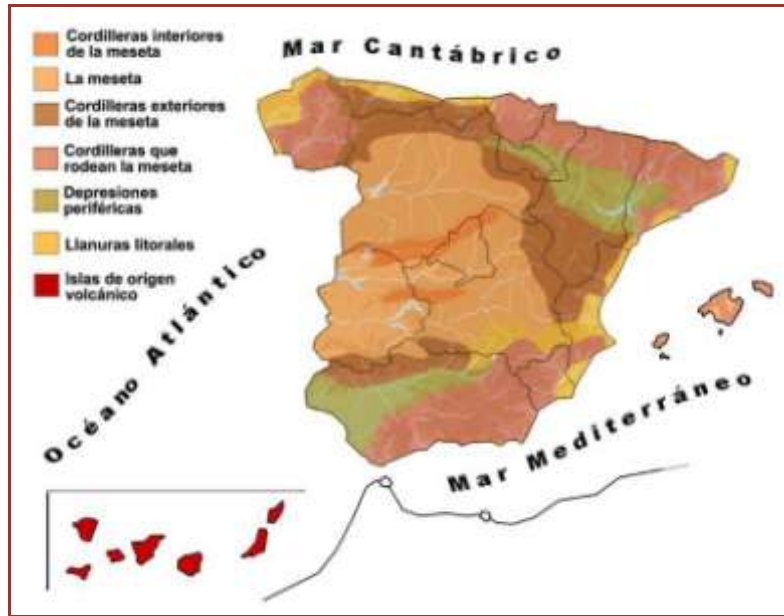 Cordilleras interiores
de la meseta
La meseta
Cordilleras exteriores
de la meseta
Cordilleras que
rodean la meseta
Depresiones
periféricas
Llanuras litorales
Islas de origen
volcánico
Mar Cantábrico
Océano Atlántico
Mar Mediterráneo